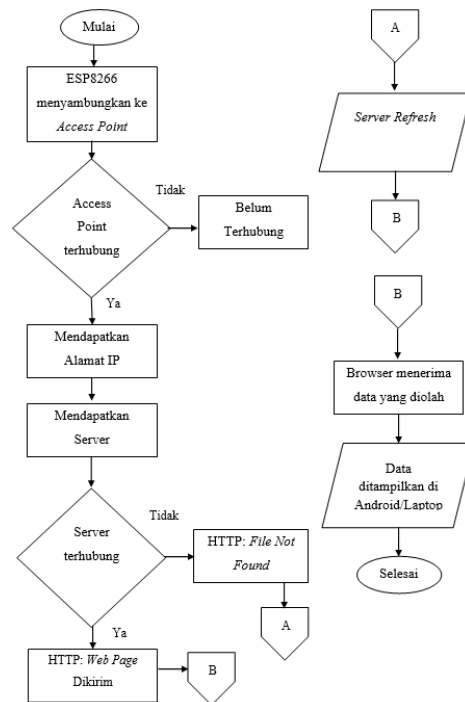 Mulai
ESP8266
menyambungkan ke
Access Point
Tidak
Access
Point
terhubung
Belum
Terhubung
Ya
Mendapatkan
Alamat IP
Mendapatkan
Server
Tidak
Server
terhubung
HTTP: File Not
Found
A
Ya
HTTP: Web Page
Dikirim
B
A
Server Refresh
B
B
Browser menerima
data yang diolah
Data
ditampilkan di
Android/Laptop
Selesai